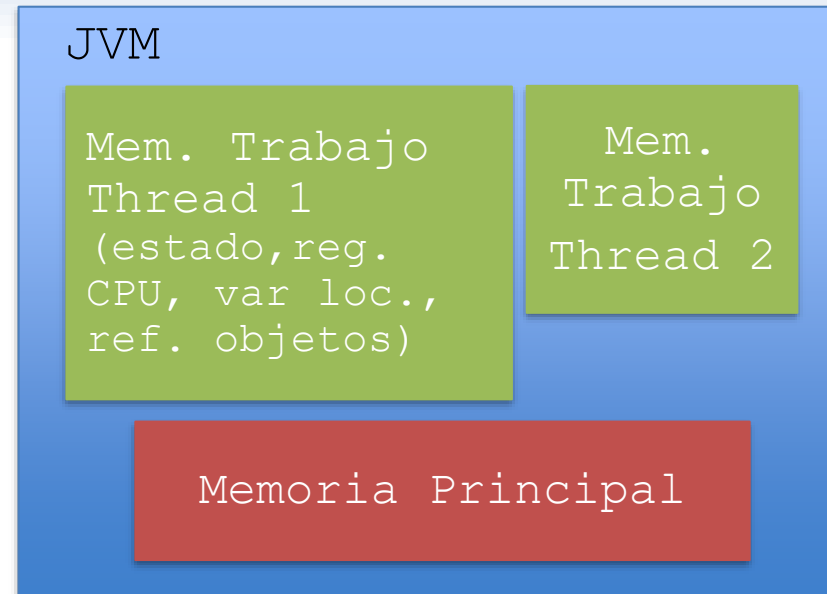 JVM
Mem. Trabajo
Thread 1
(estado,reg.
CPU, var loc.,
ref. objetos)
Mem.
Trabajo
Thread 2
Memoria Principal